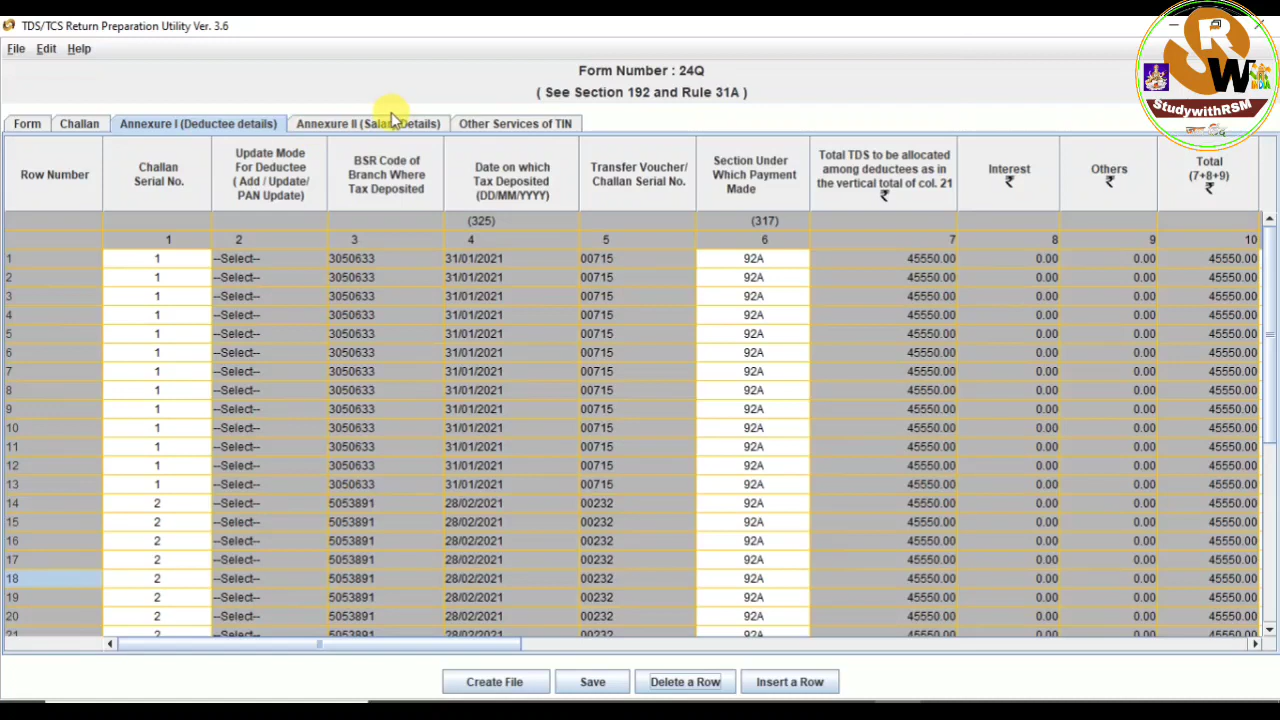 TDS/TCS Return Preparation Utility Ver. 3.6
File Edit Help
Form Number : 24Q
( See Section 192 and Rule 31A )
SRW
StudywithRSM
Form Challan Annexure I (Deductee details) Annexure II (Salary Details) Other Services of TIN
Row Number
Challan
Serial No.
Update Mode
For Deductee
( Add / Update/
PAN Update)
BSR Code of
Branch Where
Tax Deposited
Date on which
Tax Deposited
(DD/MM/YYYY)
Transfer Voucher/
Challan Serial No.
Section Under
Which Payment
Made
Total TDS to be allocated
among deductees as in
the vertical total of col. 21
₹
Interest
₹
Others
₹
Total
(7+8+9)
₹
(325) (317)
1 2 3 4 5 6 7 8 9 10
1 1 --Select-- 3050633 31/01/2021 00715 92A 45550.00 0.00 0.00 45550.00
2 1 --Select-- 3050633 31/01/2021 00715 92A 45550.00 0.00 0.00 45550.00
3 1 --Select-- 3050633 31/01/2021 00715 92A 45550.00 0.00 0.00 45550.00
4 1 --Select-- 3050633 31/01/2021 00715 92A 45550.00 0.00 0.00 45550.00
5 1 --Select-- 3050633 31/01/2021 00715 92A 45550.00 0.00 0.00 45550.00
6 1 --Select-- 3050633 31/01/2021 00715 92A 45550.00 0.00 0.00 45550.00
7 1 --Select-- 3050633 31/01/2021 00715 92A 45550.00 0.00 0.00 45550.00
8 1 --Select-- 3050633 31/01/2021 00715 92A 45550.00 0.00 0.00 45550.00
9 1 --Select-- 3050633 31/01/2021 00715 92A 45550.00 0.00 0.00 45550.00
10 1 --Select-- 3050633 31/01/2021 00715 92A 45550.00 0.00 0.00 45550.00
11 1 --Select-- 3050633 31/01/2021 00715 92A 45550.00 0.00 0.00 45550.00
12 1 --Select-- 3050633 31/01/2021 00715 92A 45550.00 0.00 0.00 45550.00
13 1 --Select-- 3050633 31/01/2021 00715 92A 45550.00 0.00 0.00 45550.00
14 2 --Select-- 5053891 28/02/2021 00232 92A 45550.00 0.00 0.00 45550.00
15 2 --Select-- 5053891 28/02/2021 00232 92A 45550.00 0.00 0.00 45550.00
16 2 --Select-- 5053891 28/02/2021 00232 92A 45550.00 0.00 0.00 45550.00
17 2 --Select-- 5053891 28/02/2021 00232 92A 45550.00 0.00 0.00 45550.00
18 2 --Select-- 5053891 28/02/2021 00232 92A 45550.00 0.00 0.00 45550.00
19 2 --Select-- 5053891 28/02/2021 00232 92A 45550.00 0.00 0.00 45550.00
20 2 --Select-- 5053891 28/02/2021 00232 92A 45550.00 0.00 0.00 45550.00
21 2 --Select-- 5053891 28/02/2021 00232 92A 45550.00 0.00 0.00 45550.00
Create File Save Delete a Row Insert a Row